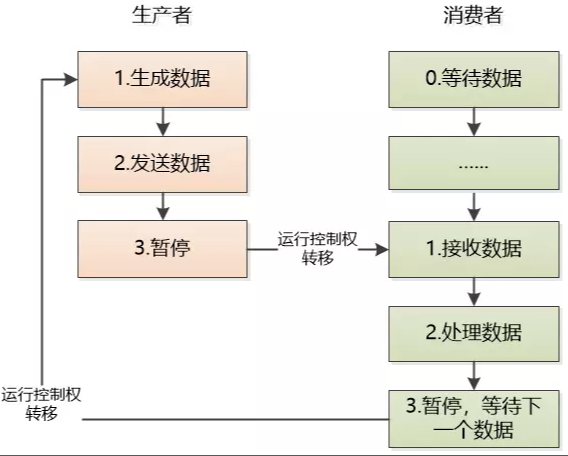 生产者
消费者
1.生成数据
0.等待数据
2.发送数据
......
3.暂停
运行控制权
转移
1.接收数据
2.处理数据
运行控制权
转移
3.暂停，等待下
一个数据